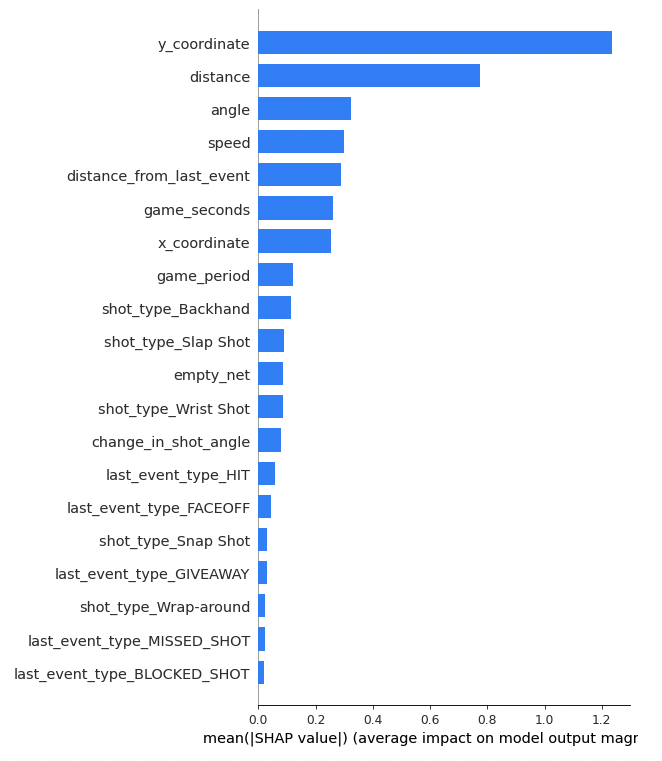 y_coordinate
distance
angle
speed
distance_from_last_event
game_seconds
x_coordinate
game_period
shot_type_Backhand
shot_type_Slap Shot
empty_net
shot_type_Wrist Shot
change_in_shot_angle
last_event_type_HIT
last_event_type_FACEOFF
shot_type_Snap Shot
last_event_type_GIVEAWAY
shot_type_Wrap-around
last_event_type_MISSED_SHOT
last_event_type_BLOCKED_SHOT
0.0 0.2 0.4 0.6 0.8 1.0 1.2
mean(|SHAP value|) (average impact on model output magr